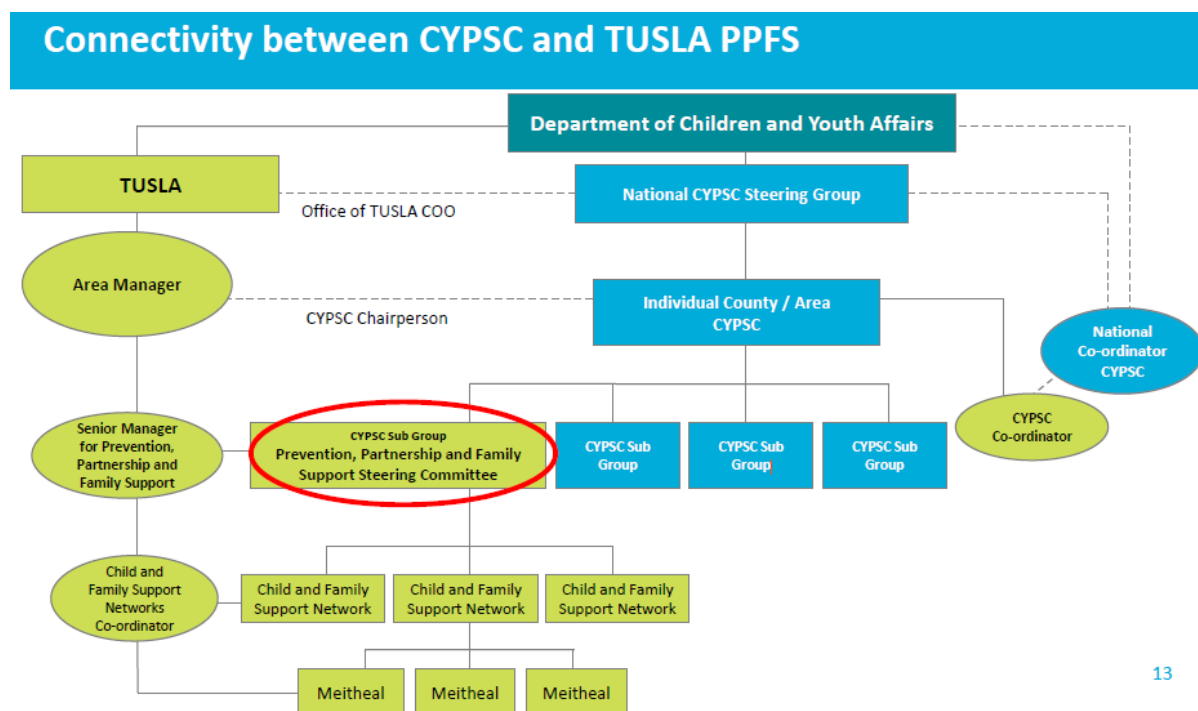 Connectivity between CYPSC and TUSLA PPFS
Department of Children and Youth Affairs
TUSLA
National CYPSC Steering Group
Office of TUSLA COO
Area Manager
Individual County / Area
CYPSC
CYPSC Chairperson
National
Co-ordinator
CYPSC
CYPSC
Co-ordinator
Senior Manager
for Prevention,
Partnership and
Family Support
CYPSC Sub Group
Prevention, Partnership and Family
Support Steering Committee
CYPSC Sub
Group
CYPSC Sub
Group
CYPSC Sub
Group
Child and
Family Support
Networks
Co-ordinator
Child and Family
Support Network
Child and Family
Support Network
Child and Family
Support Network
Meitheal
Meitheal
Meitheal
13